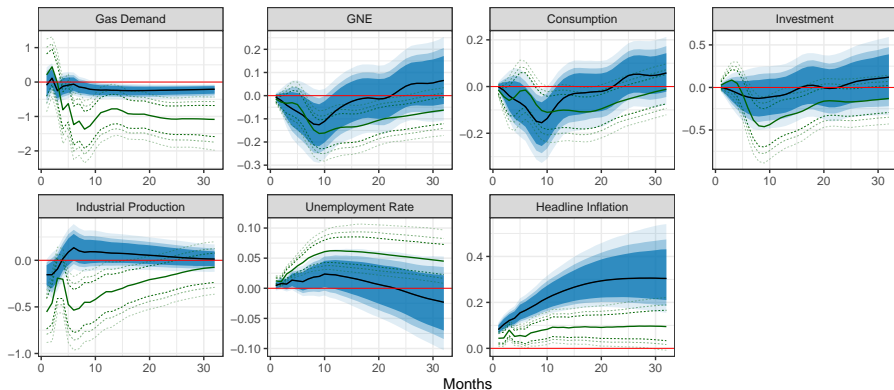 Gas Demand
GNE
Consumption
Investment
1
0
−1
−2
0.2
0.1
0.0
−0.1
−0.2
−0.3
0.2
0.0
−0.2
0.5
0.0
−0.5
0 10 20 30
0 10 20 30
0 10 20 30
0 10 20 30
Industrial Production
Unemployment Rate
Headline Inflation
0.0
−0.5
−1.0
0.10
0.05
0.00
−0.05
−0.10
0.4
0.2
0.0
0 10 20 30
0 10 20 30
0 10 20 30
Months